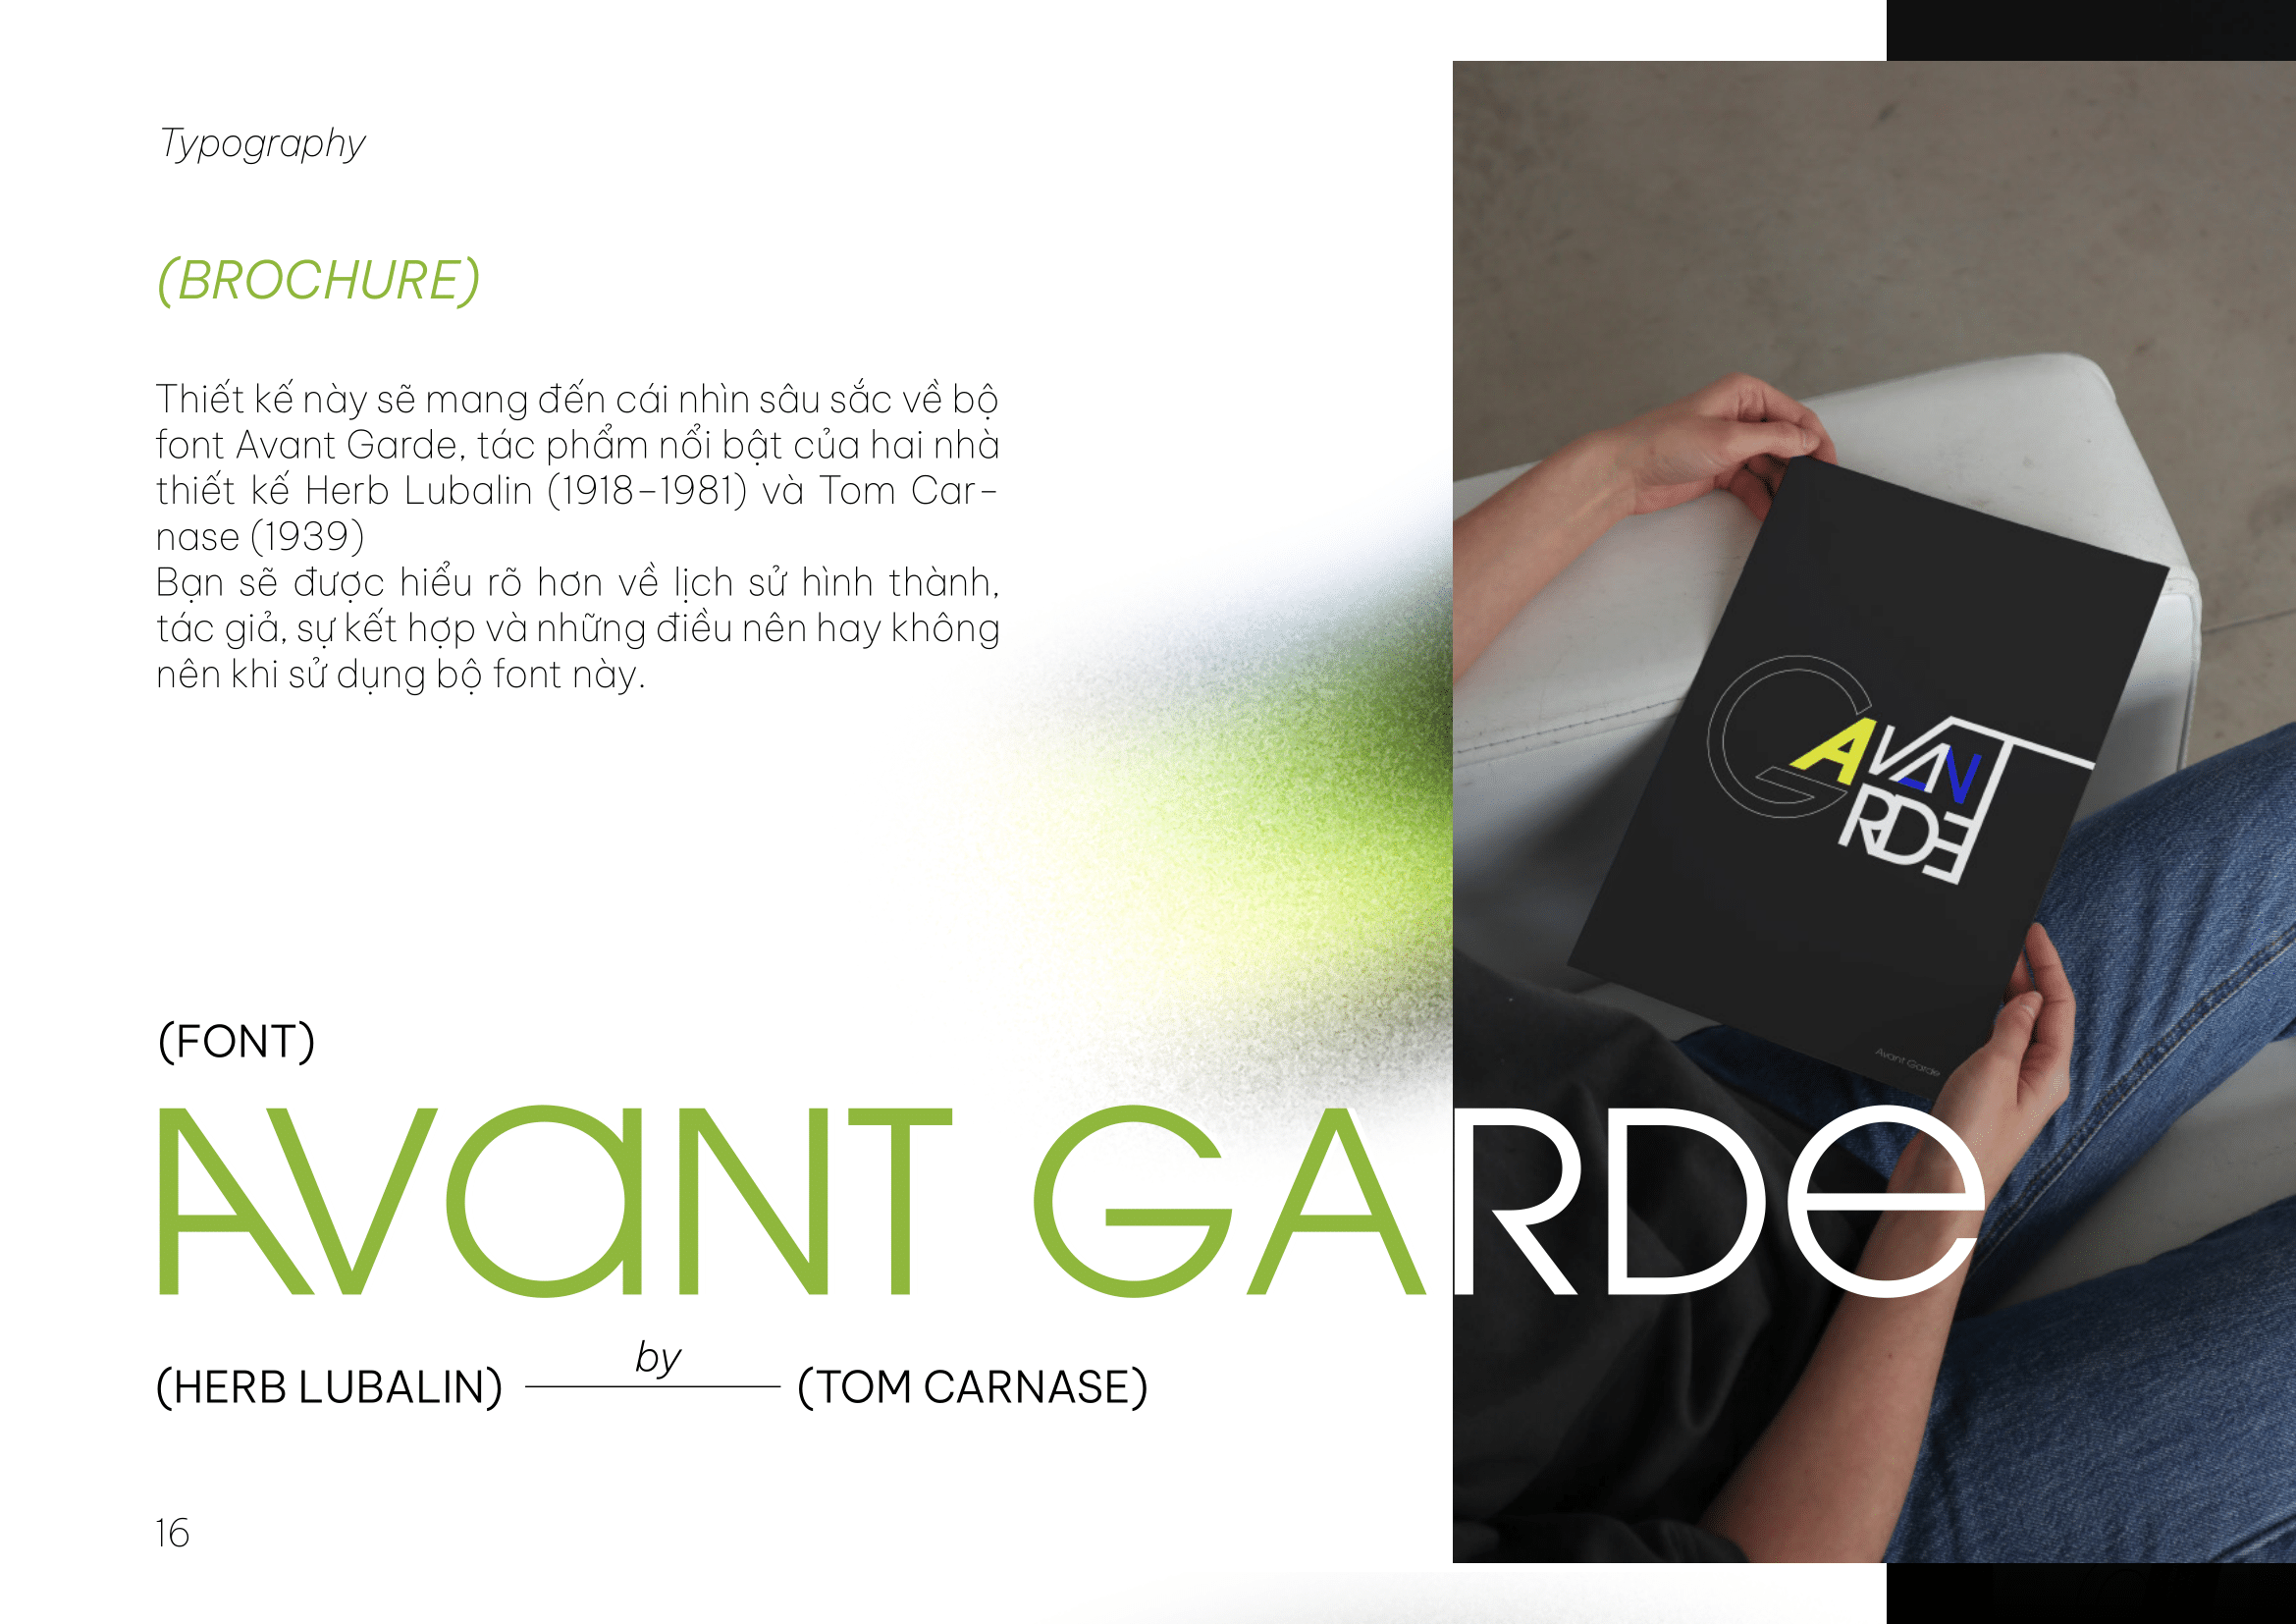 Typography
(BROCHURE)
Thiết kế này sẽ mang đến cái nhìn sâu sắc về bộ
font Avant Garde, tác phẩm nổi bật của hai nhà
thiết kế Herb Lubalin (1918-1981) và Tom Car-
nase (1939)
Bạn sẽ được hiểu rõ hơn về lịch sử hình thành,
tác giả, sự kết hợp và những điều nên hay không
nên khi sử dụng bộ font này.
AVANT
GARDE
Avant Garde
(FONT)
AVaNT GARDe
by
(HERB LUBALIN) (TOM CARNASE)
16